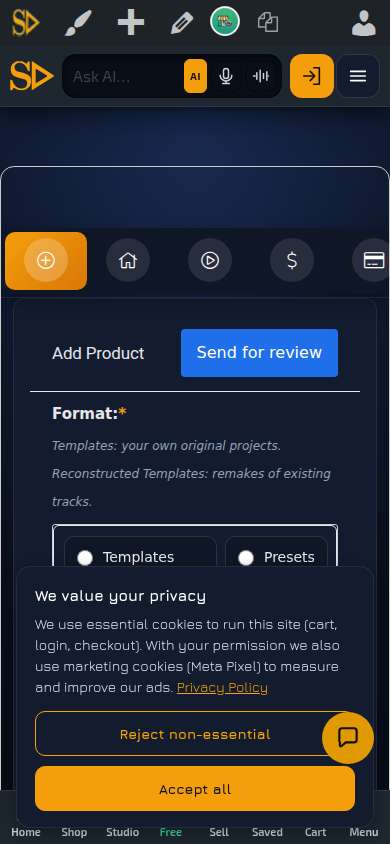 Ask AI...
AI
Add Product
Send for review
Format:*
Templates: your own original projects.
Reconstructed Templates: remakes of existing
tracks.
Templates
Presets
We value your privacy
We use essential cookies to run this site (cart,
login, checkout). With your permission we also
use marketing cookies (Meta Pixel) to measure
and improve our ads. Privacy Policy
Reject non-essential
Accept all
Home Shop Studio Free Sell Saved Cart Menu